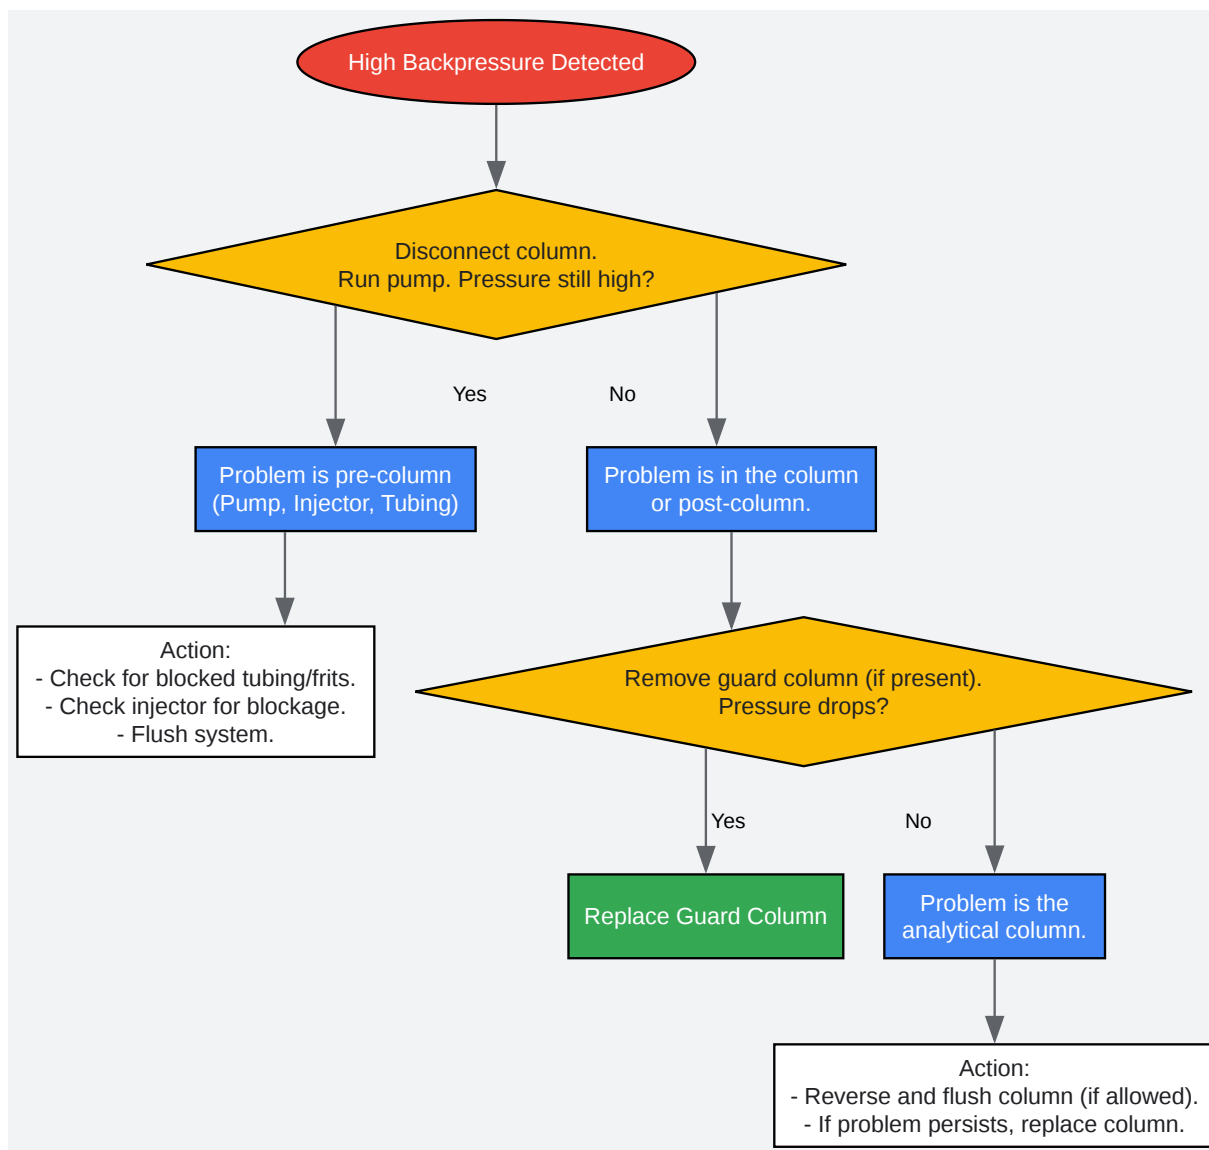 High Backpressure Detected
Disconnect column.
Run pump. Pressure still high?
Yes
No
Problem is pre-column
(Pump, Injector, Tubing)
Problem is in the column
or post-column.
Action:
- Check for blocked tubing/frits.
- Check injector for blockage.
- Flush system.
Remove guard column (if present).
Pressure drops?
Yes
No
Replace Guard Column
Problem is the
analytical column.
Action:
- Reverse and flush column (if allowed).
- If problem persists, replace column.